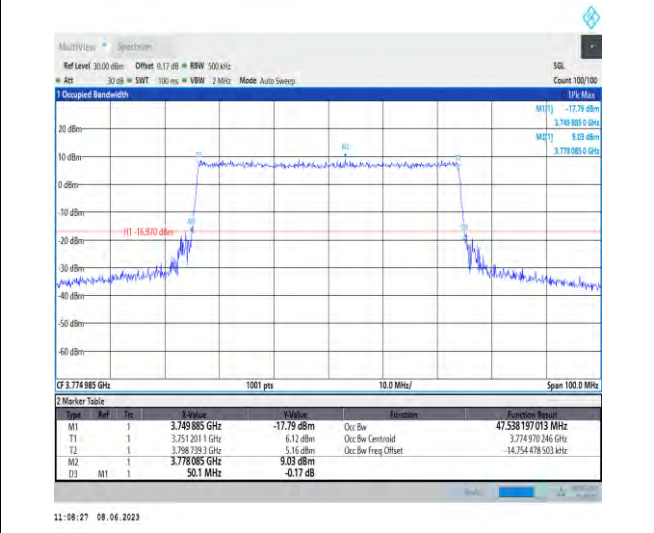 MultiView Spectrum
Ref Level 30.00 dBm Offset 9.17 dB RBW 500 kHz SGL
Att 30 dB SWT 100 ms VBW 2 MHz Mode Auto Sweep Count 100/100
1 Occupied Bandwidth 1Pk Max
M1[1] -17.79 dBm
3.749 885 0 GHz
20 dBm
M2[1] 9.03 dBm
3.778 085 0 GHz
M2
10 dBm
0 dBm
-10 dBm
H1 -16.970 dBm
-20 dBm
-30 dBm
-40 dBm
-50 dBm
-60 dBm
CF 3.774 985 GHz 1001 pts 10.0 MHz/ Span 100.0 MHz
2 Marker Table
Type Ref Trc X-Value Y-Value Function Function Result
M1 1 3.749 885 GHz -17.79 dBm Occ Bw 47.538 197 013 MHz
T1 1 3.751 201 1 GHz 6.12 dBm Occ Bw Centroid 3.774 970 246 GHz
T2 1 3.798 739 3 GHz 5.16 dBm Occ Bw Freq Offset -14.754 478 503 kHz
M2 1 3.778 085 GHz 9.03 dBm
D3 M1 1 50.1 MHz -0.17 dB
11:08:27 08.06.2023